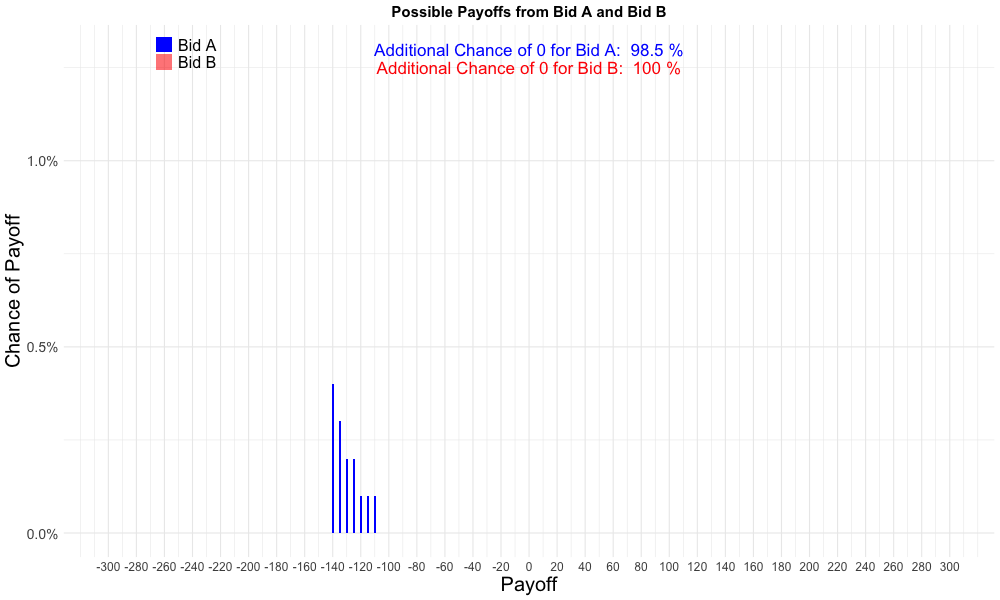 Possible Payoffs from Bid A and Bid B
Bid A
Bid B
Additional Chance of 0 for Bid A: 98.5 %
Additional Chance of 0 for Bid B: 100 %
Chance of Payoff
1.0%
0.5%
0.0%
-300 -280 -260 -240 -220 -200 -180 -160 -140 -120 -100 -80 -60 -40 -20 0 20 40 60 80 100 120 140 160 180 200 220 240 260 280 300
Payoff